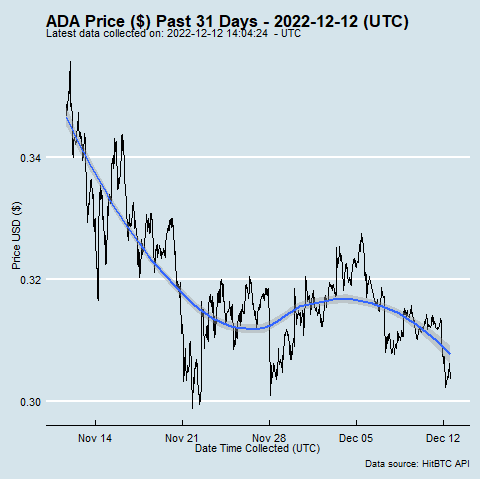 ADA Price ($) Past 31 Days - 2022-12-12 (UTC)
Latest data collected on: 2022-12-12 14:04:24 - UTC
0.34
0.32
0.30
Price USD ($)
Nov 14
Nov 21
Nov 28
Dec 05
Dec 12
Date Time Collected (UTC)
Data source: HitBTC API